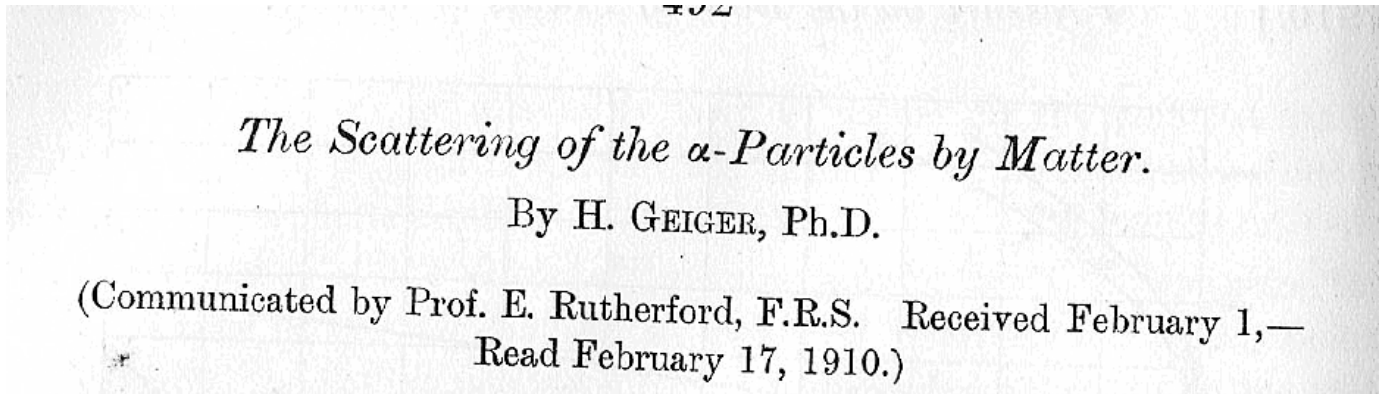 The Scattering of the α-Particles by Matter.
By H. GEIGER, Ph.D.
(Communicated by Prof. E. Rutherford, F.R.S. Received February 1,—
Read February 17, 1910.)